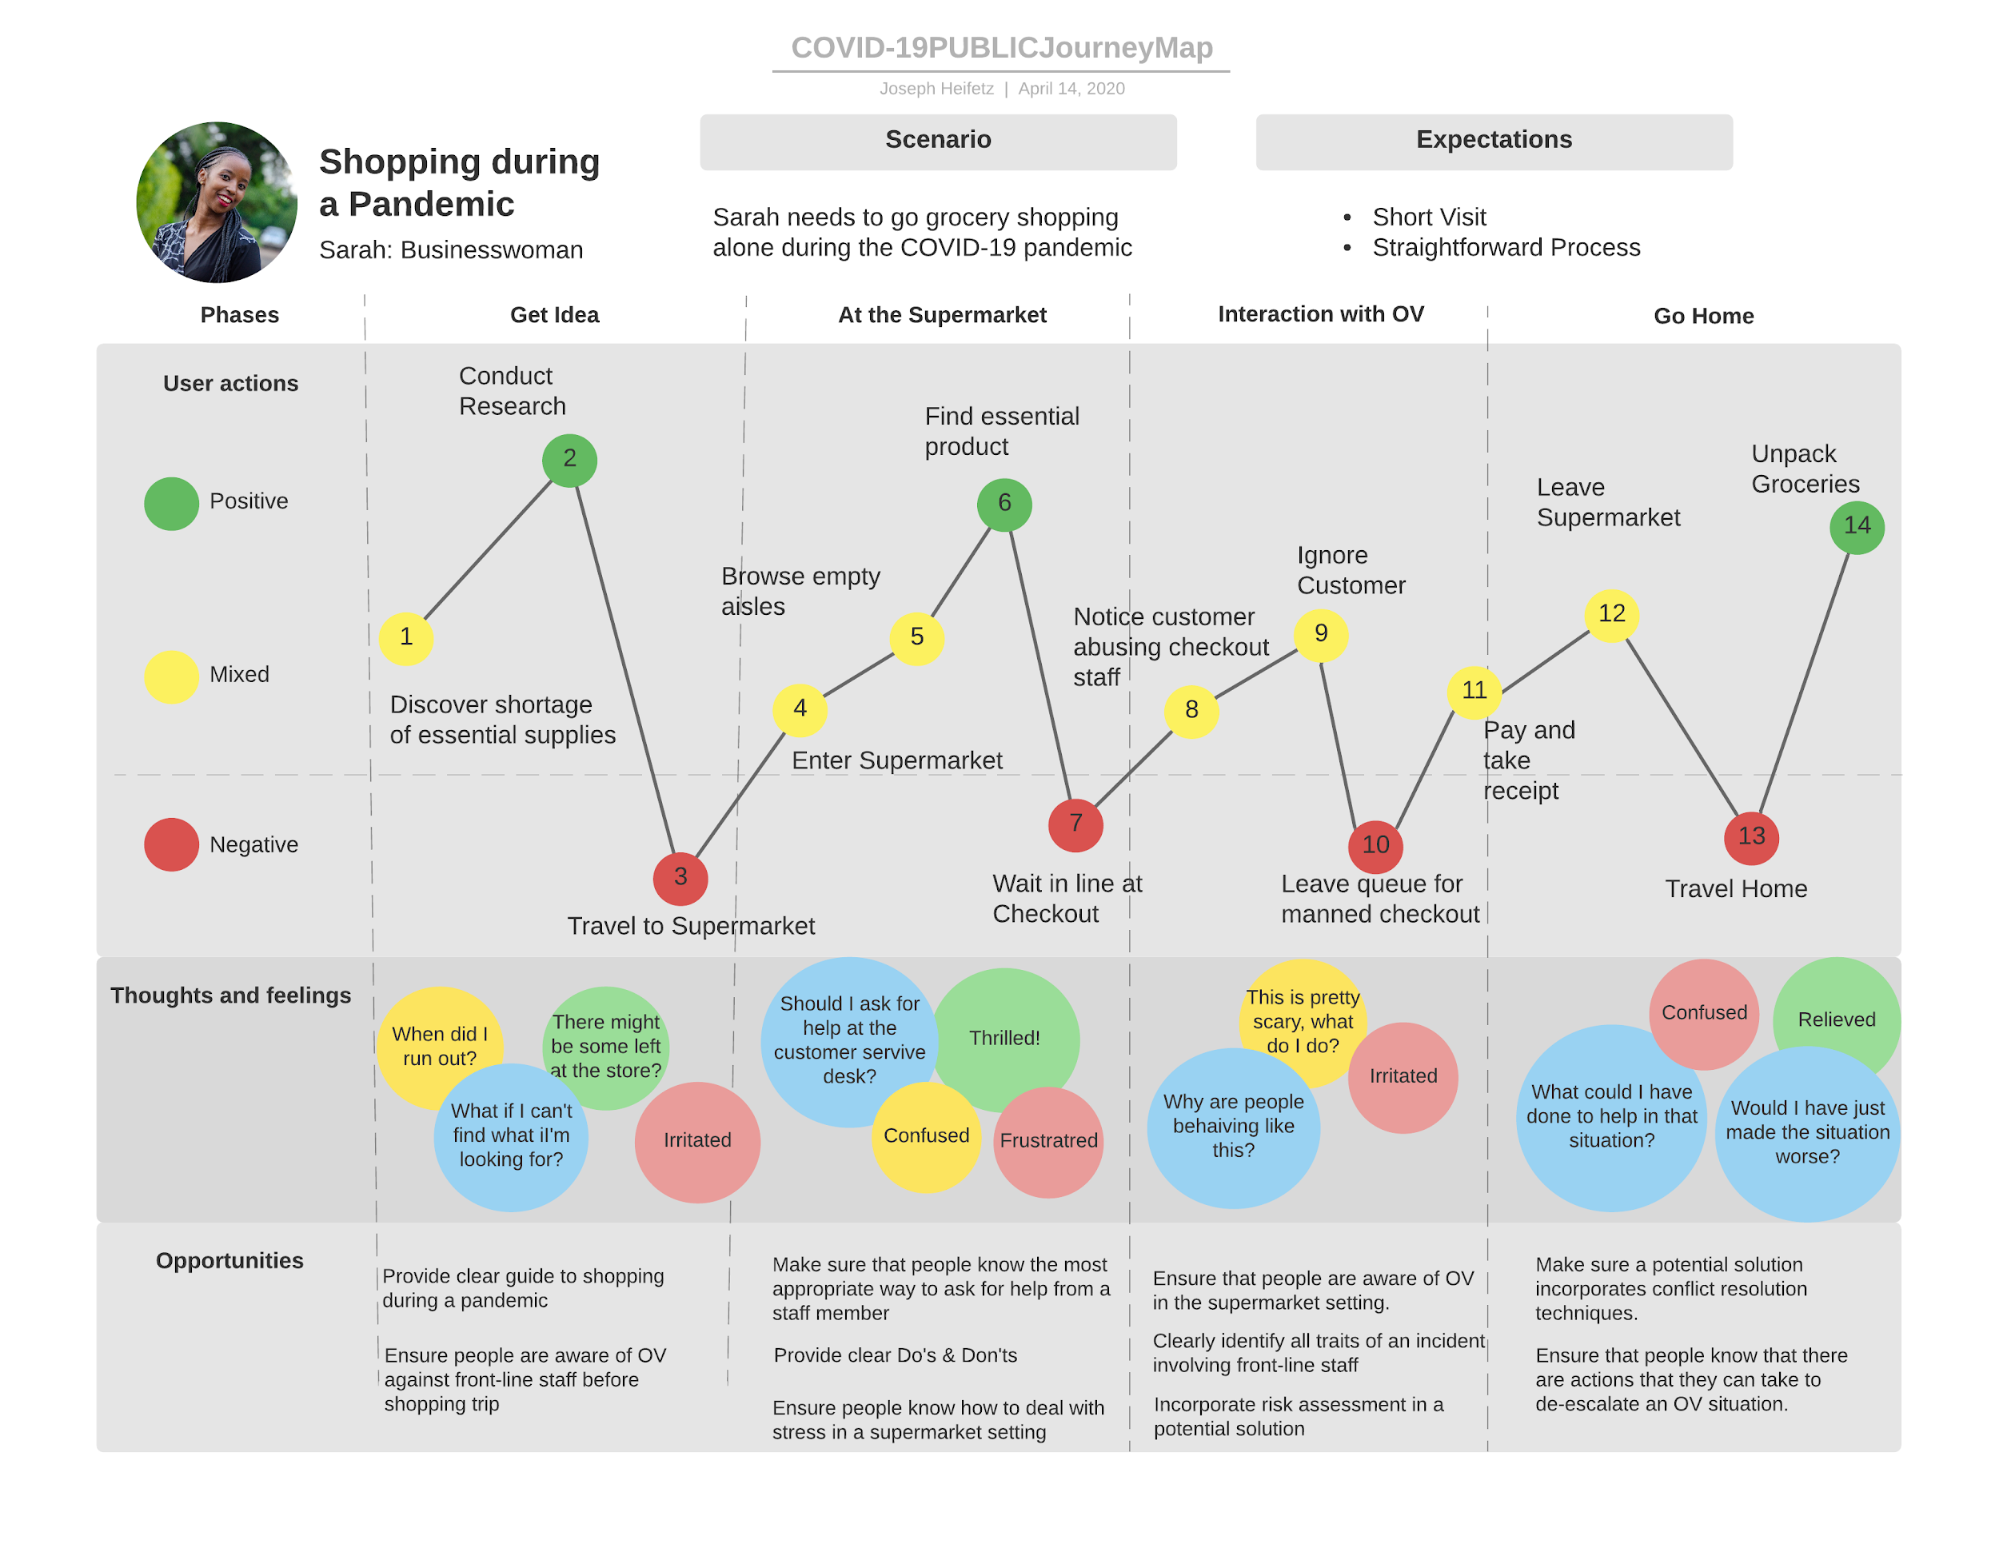 COVID-19PUBLICJourneyMap
Joseph Heifetz | April 14, 2020
Shopping during
a Pandemic
Sarah: Businesswoman
Scenario
Sarah needs to go grocery shopping
alone during the COVID-19 pandemic
Expectations
• Short Visit
• Straightforward Process
Phases
Get Idea
At the Supermarket
Interaction with OV
Go Home
User actions
Positive
Mixed
Negative
1
Discover shortage
of essential supplies
Conduct
Research
2
3
Travel to Supermarket
4
Enter Supermarket
Browse empty
aisles
5
Find essential
product
6
7
Wait in line at
Checkout
Notice customer
abusing checkout
staff
8
Ignore
Customer
9
10
Leave queue for
manned checkout
11
Pay and
take
receipt
Leave
Supermarket
12
13
Travel Home
Unpack
Groceries
14
Thoughts and feelings
When did I
run out?
There might
be some left
at the store?
What if I can't
find what iI'm
looking for?
Irritated
Should I ask for
help at the
customer servive
desk?
Thrilled!
Confused
Frustratred
This is pretty
scary, what
do I do?
Why are people
behaiving like
this?
Irritated
Confused
Relieved
What could I have
done to help in that
situation?
Would I have just
made the situation
worse?
Opportunities
Provide clear guide to shopping
during a pandemic
Ensure people are aware of OV
against front-line staff before
shopping trip
Make sure that people know the most
appropriate way to ask for help from a
staff member
Provide clear Do's & Don'ts
Ensure people know how to deal with
stress in a supermarket setting
Ensure that people are aware of OV
in the supermarket setting.
Clearly identify all traits of an incident
involving front-line staff
Incorporate risk assessment in a
potential solution
Make sure a potential solution
incorporates conflict resolution
techniques.
Ensure that people know that there
are actions that they can take to
de-escalate an OV situation.